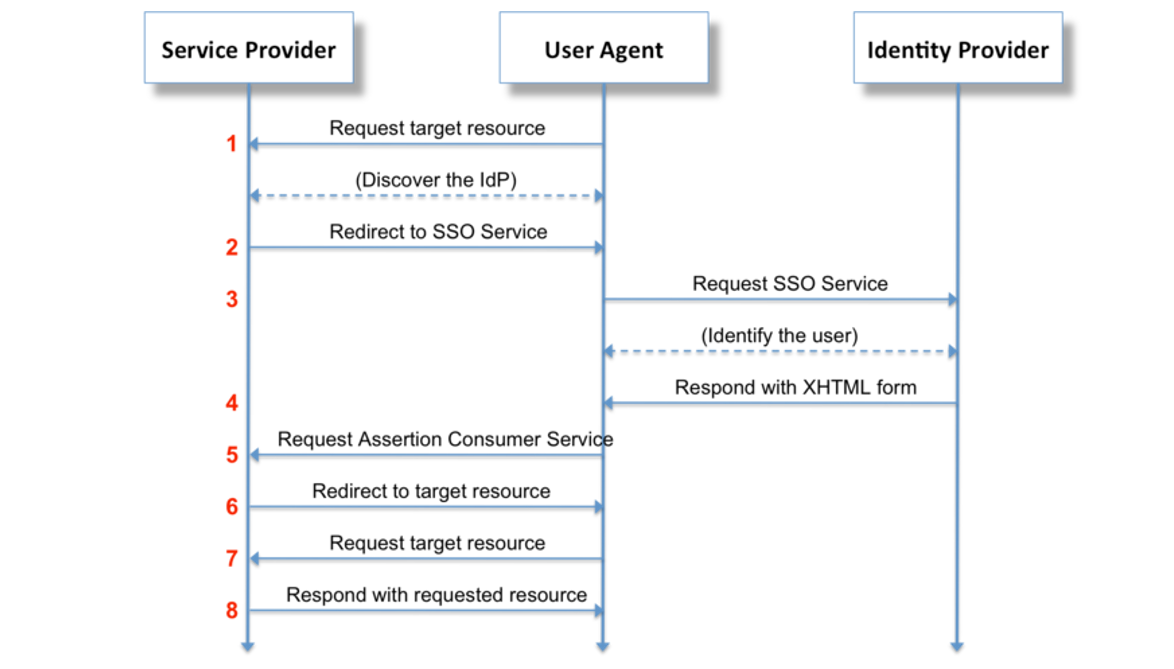 Service Provider
User Agent
Identity Provider
1
Request target resource
(Discover the IdP)
2
Redirect to SSO Service
3
Request SSO Service
(Identify the user)
4
Respond with XHTML form
5
Request Assertion Consumer Service
6
Redirect to target resource
7
Request target resource
8
Respond with requested resource